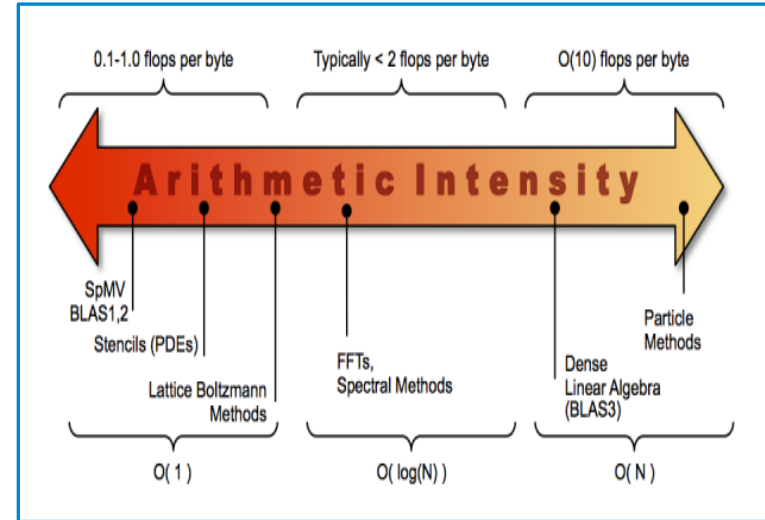 0.1-1.0 flops per byte
Typically < 2 flops per byte
O(10) flops per byte
Arithmetic Intensity
SpMV
BLAS1,2
Stencils (PDEs)
Lattice Boltzmann
Methods
FFTs,
Spectral Methods
Dense
Linear Algebra
(BLAS3)
Particle
Methods
O( 1 )
O( log(N) )
O( N )